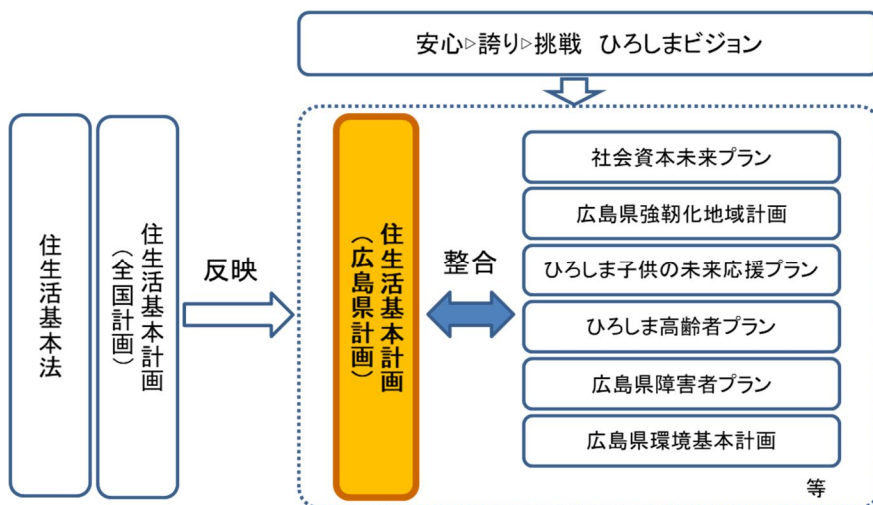 安心▷誇り▷挑戦 ひろしまビジョン
住生活基本法
住生活基本計画
（全国計画）
反映
住生活基本計画
（広島県計画）
整合
社会資本未来プラン
広島県強靭化地域計画
ひろしま子供の未来応援プラン
ひろしま高齢者プラン
広島県障害者プラン
広島県環境基本計画
等